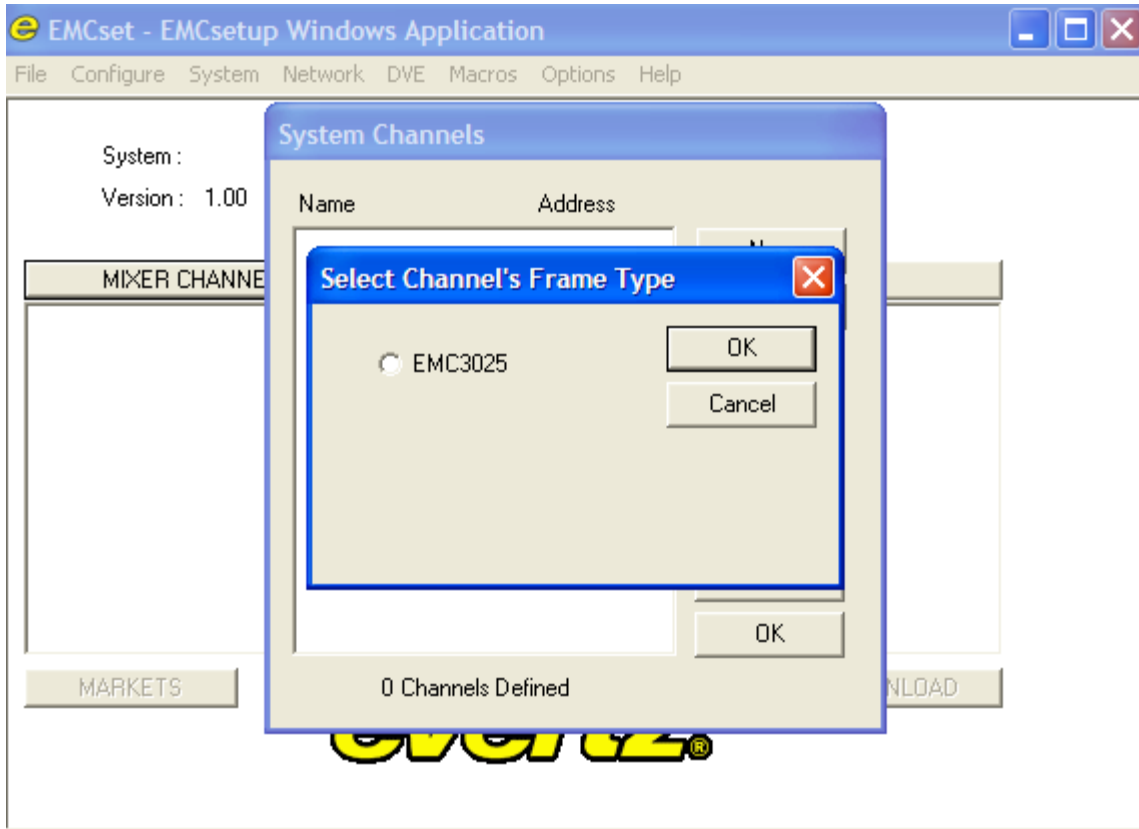 EMCset - EMCsetup Windows Application
File Configure System Network DVE Macros Options Help
System :
Version : 1.00
System Channels
Name Address
MIXER CHANNE
Select Channel's Frame Type
EMC3025
OK
Cancel
OK
0 Channels Defined
MARKETS
NLOAD
evertz®